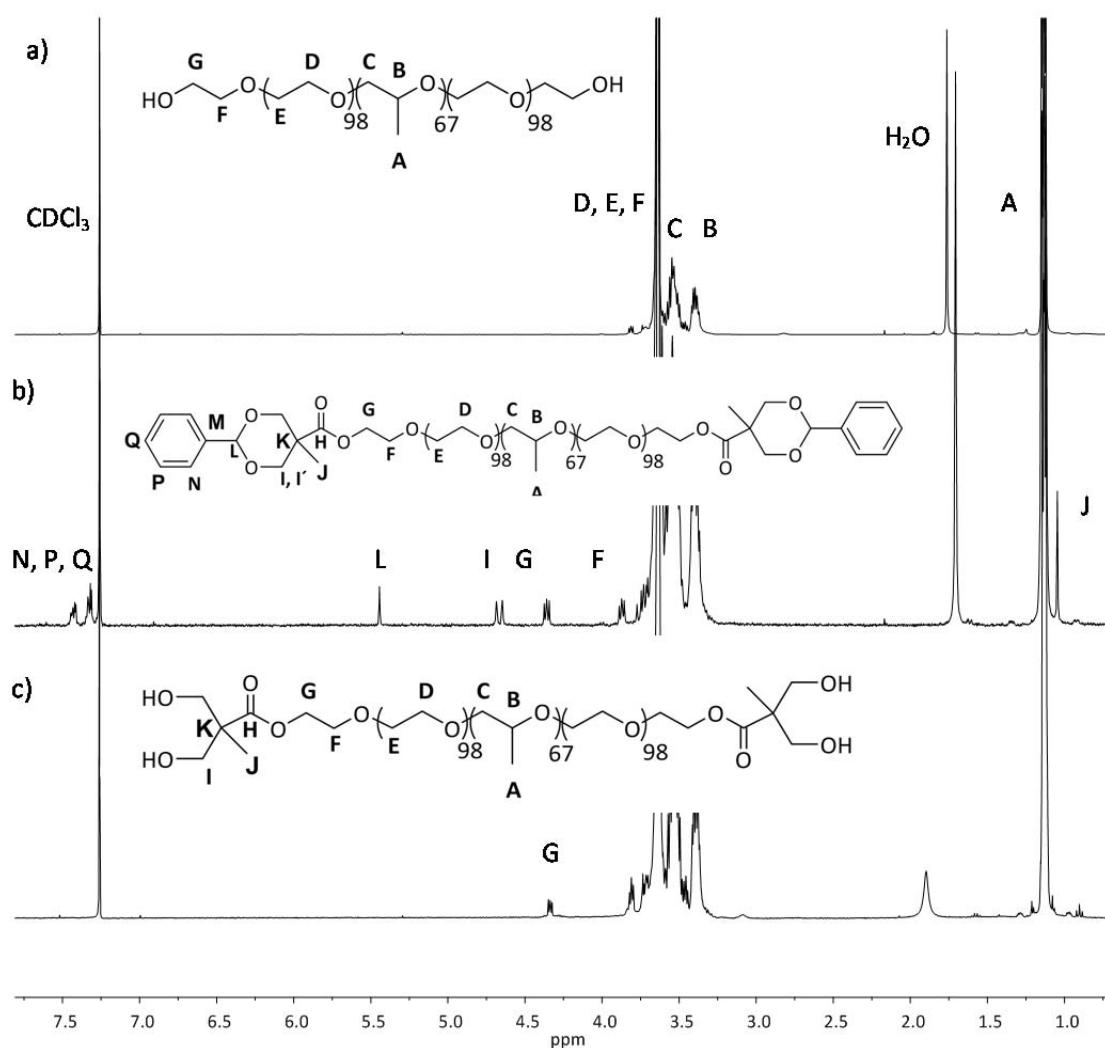 a)
G D C B
HO O O O O OH
F E 98 67 98
A
H₂O
D, E, F
A
CDCl₃
C B
b)
M O O G D C B O O
Q L K H O O O O O O
F E 98 67 98
P N O I, I´ J A O O
J
N, P, Q L I G F
c)
HO O G D C B OH
K H O O O O O O
F E 98 67 98
HO I J A O OH
G
7.5 7.0 6.5 6.0 5.5 5.0 4.5 4.0 3.5 3.0 2.5 2.0 1.5 1.0
ppm